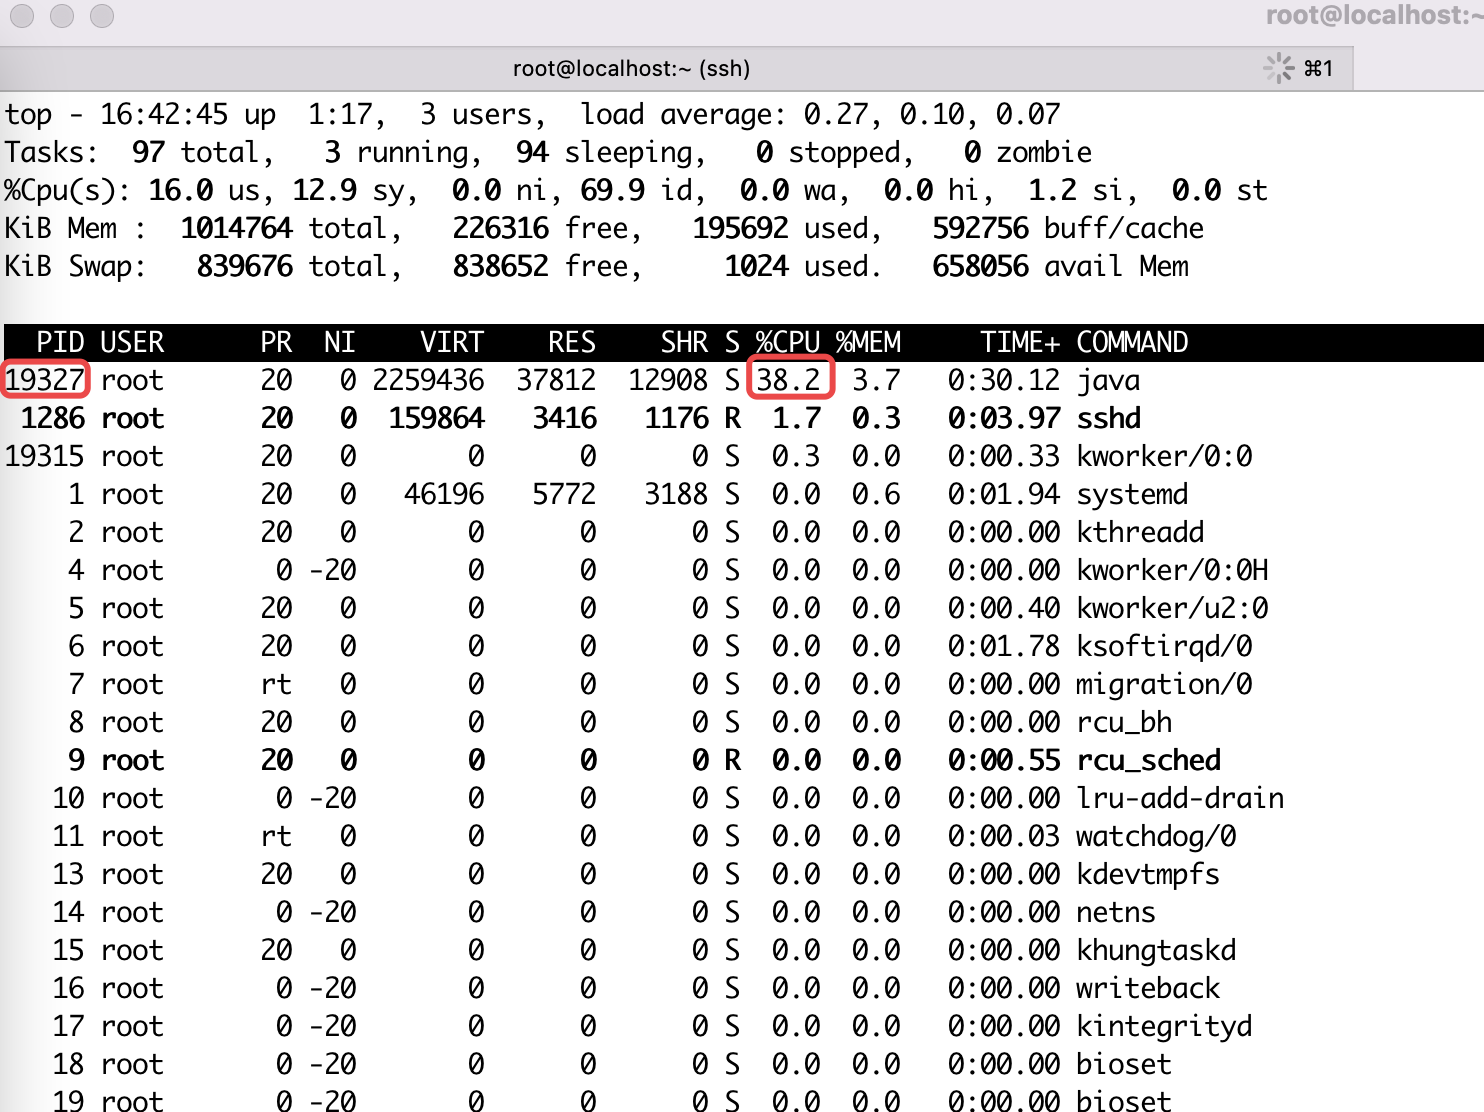 root@localhost:~
root@localhost:~ (ssh) ⌘1
top - 16:42:45 up  1:17,  3 users,  load average: 0.27, 0.10, 0.07
Tasks:  97 total,   3 running,  94 sleeping,   0 stopped,   0 zombie
%Cpu(s): 16.0 us, 12.9 sy,  0.0 ni, 69.9 id,  0.0 wa,  0.0 hi,  1.2 si,  0.0 st
KiB Mem :  1014764 total,   226316 free,   195692 used,   592756 buff/cache
KiB Swap:   839676 total,   838652 free,     1024 used.   658056 avail Mem
  PID USER      PR  NI    VIRT    RES    SHR S %CPU %MEM     TIME+ COMMAND
19327 root      20   0 2259436  37812  12908 S 38.2  3.7   0:30.12 java
 1286 root      20   0  159864   3416   1176 R  1.7  0.3   0:03.97 sshd
19315 root      20   0       0      0      0 S  0.3  0.0   0:00.33 kworker/0:0
    1 root      20   0   46196   5772   3188 S  0.0  0.6   0:01.94 systemd
    2 root      20   0       0      0      0 S  0.0  0.0   0:00.00 kthreadd
    4 root       0 -20       0      0      0 S  0.0  0.0   0:00.00 kworker/0:0H
    5 root      20   0       0      0      0 S  0.0  0.0   0:00.40 kworker/u2:0
    6 root      20   0       0      0      0 S  0.0  0.0   0:01.78 ksoftirqd/0
    7 root      rt   0       0      0      0 S  0.0  0.0   0:00.00 migration/0
    8 root      20   0       0      0      0 S  0.0  0.0   0:00.00 rcu_bh
    9 root      20   0       0      0      0 R  0.0  0.0   0:00.55 rcu_sched
   10 root       0 -20       0      0      0 S  0.0  0.0   0:00.00 lru-add-drain
   11 root      rt   0       0      0      0 S  0.0  0.0   0:00.03 watchdog/0
   13 root      20   0       0      0      0 S  0.0  0.0   0:00.00 kdevtmpfs
   14 root       0 -20       0      0      0 S  0.0  0.0   0:00.00 netns
   15 root      20   0       0      0      0 S  0.0  0.0   0:00.00 khungtaskd
   16 root       0 -20       0      0      0 S  0.0  0.0   0:00.00 writeback
   17 root       0 -20       0      0      0 S  0.0  0.0   0:00.00 kintegrityd
   18 root       0 -20       0      0      0 S  0.0  0.0   0:00.00 bioset
   19 root       0 -20       0      0      0 S  0.0  0.0   0:00.00 bioset